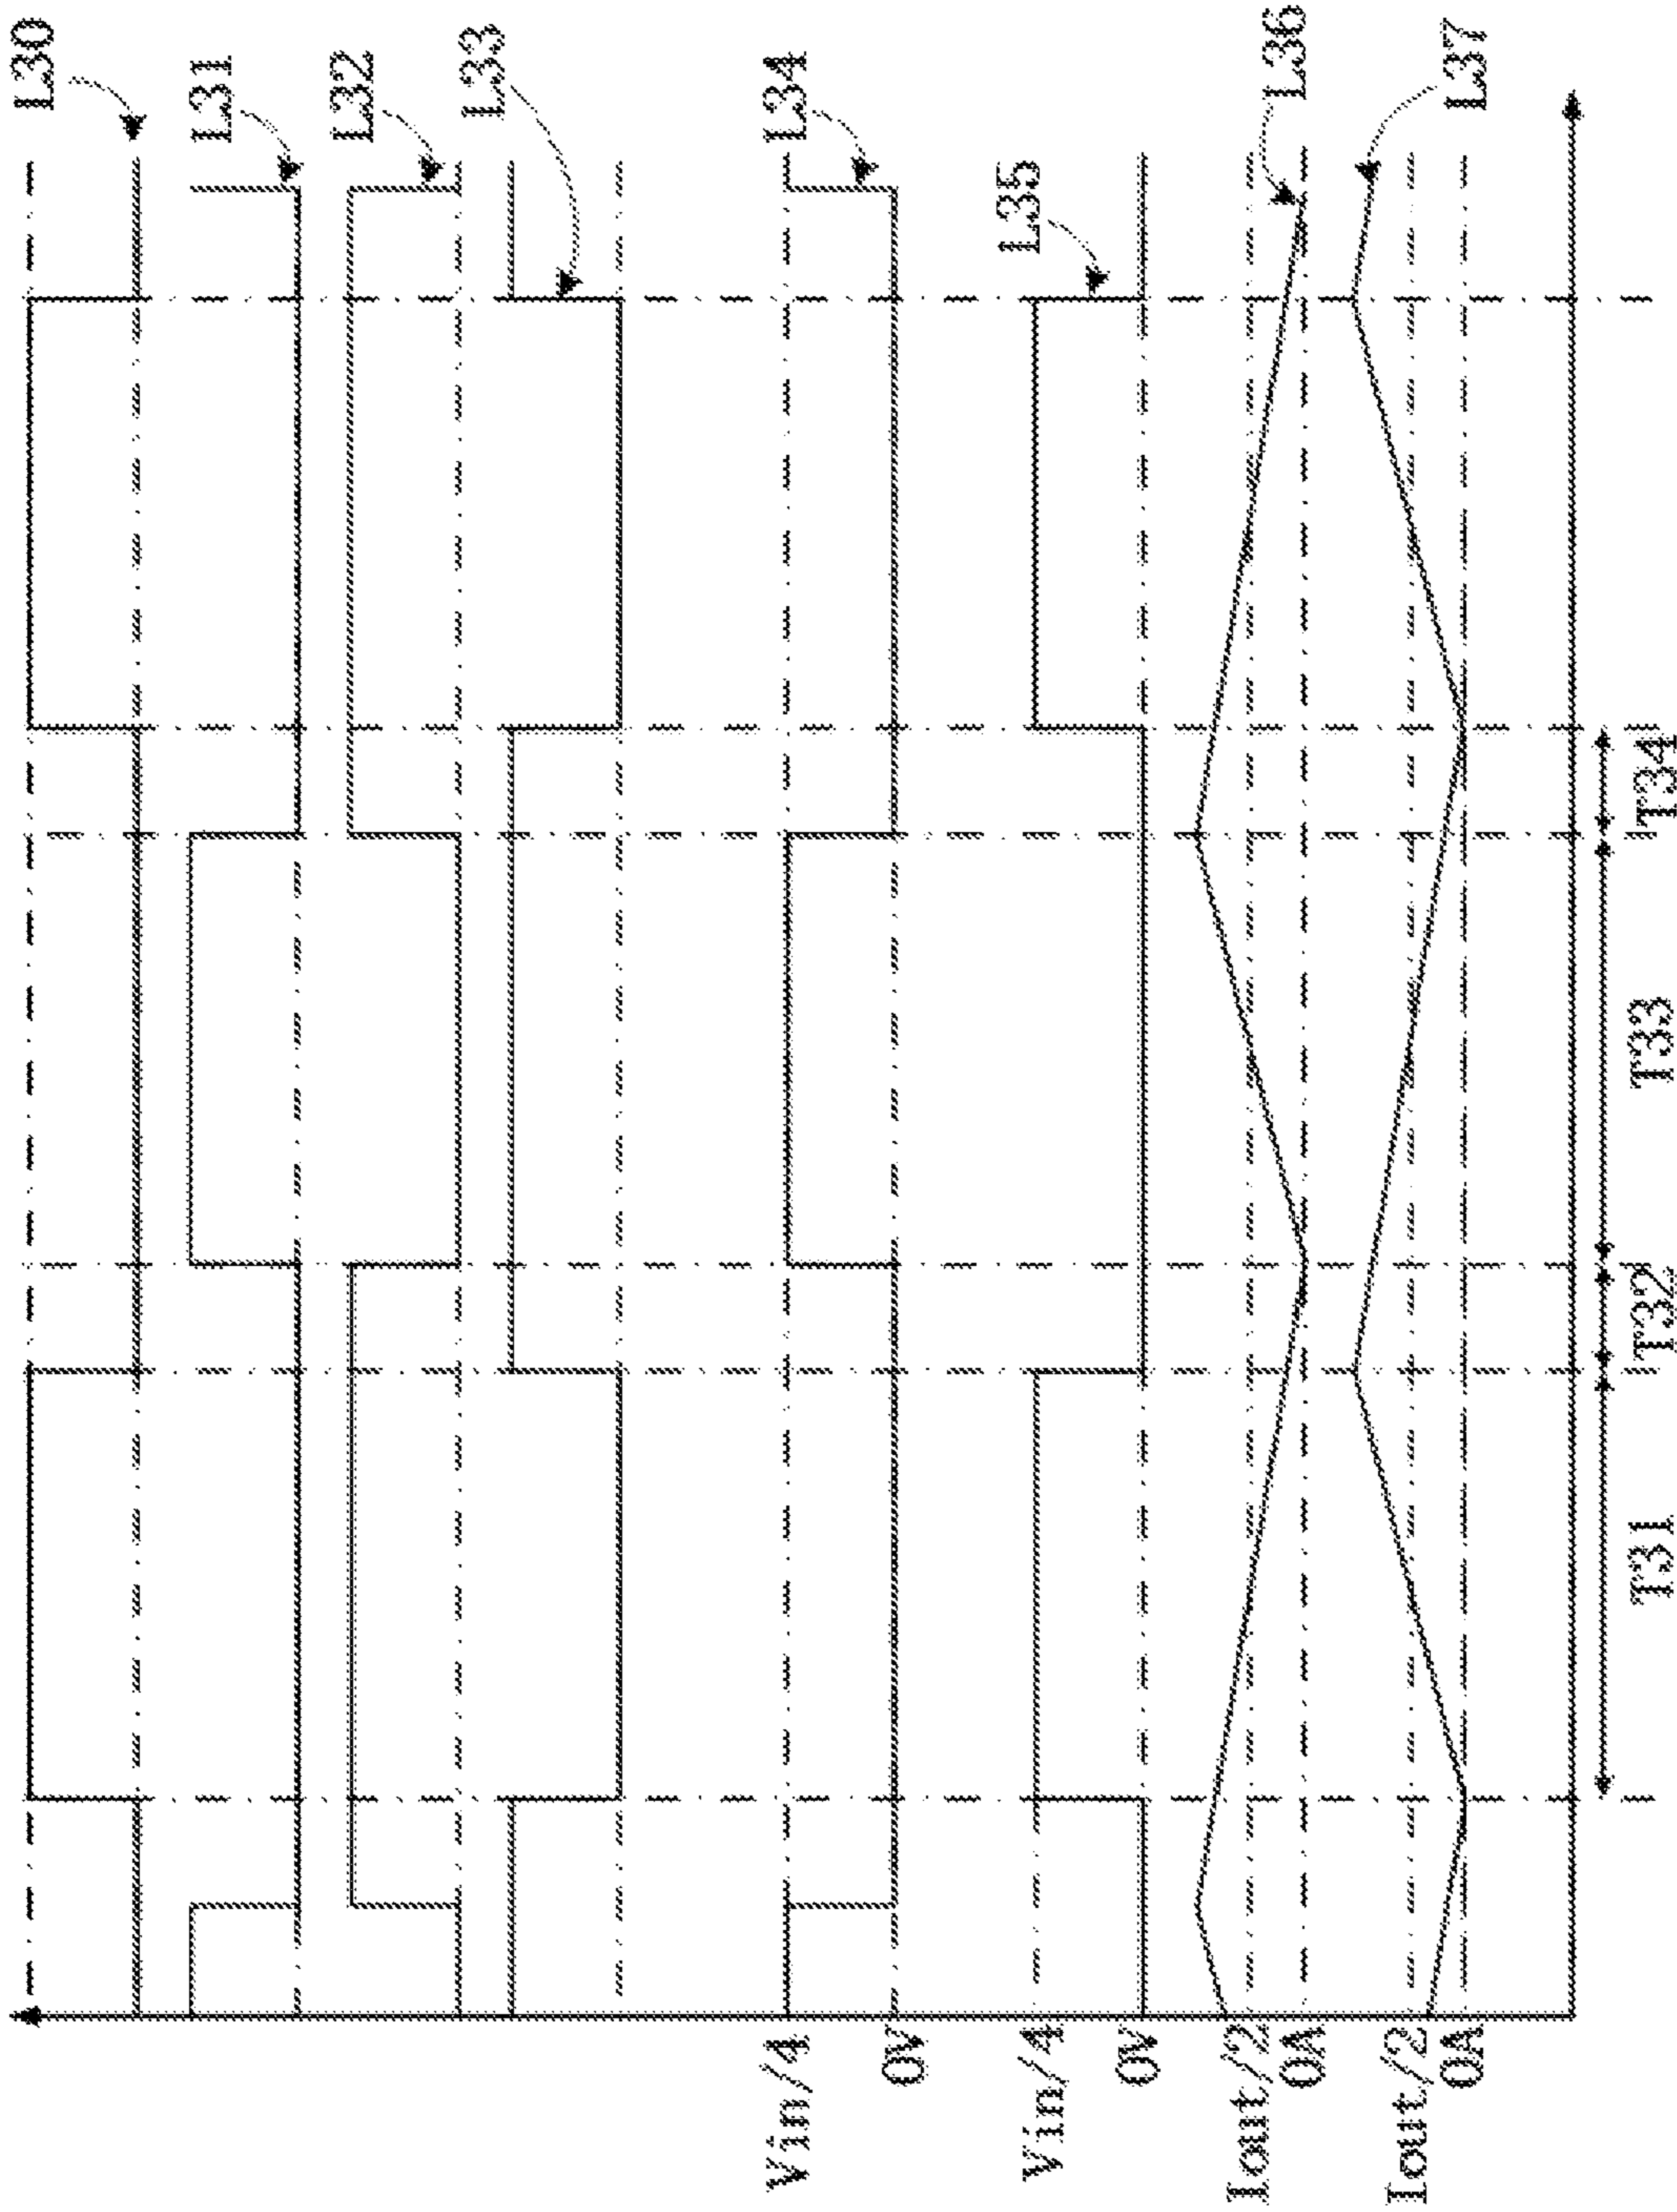 L30
L31
L32
L33
L34
L35
L36
L37
Vin/4
0V
Vin/4
0V
Iout/2
0A
Iout/2
0A
T31
T32
T33
T34